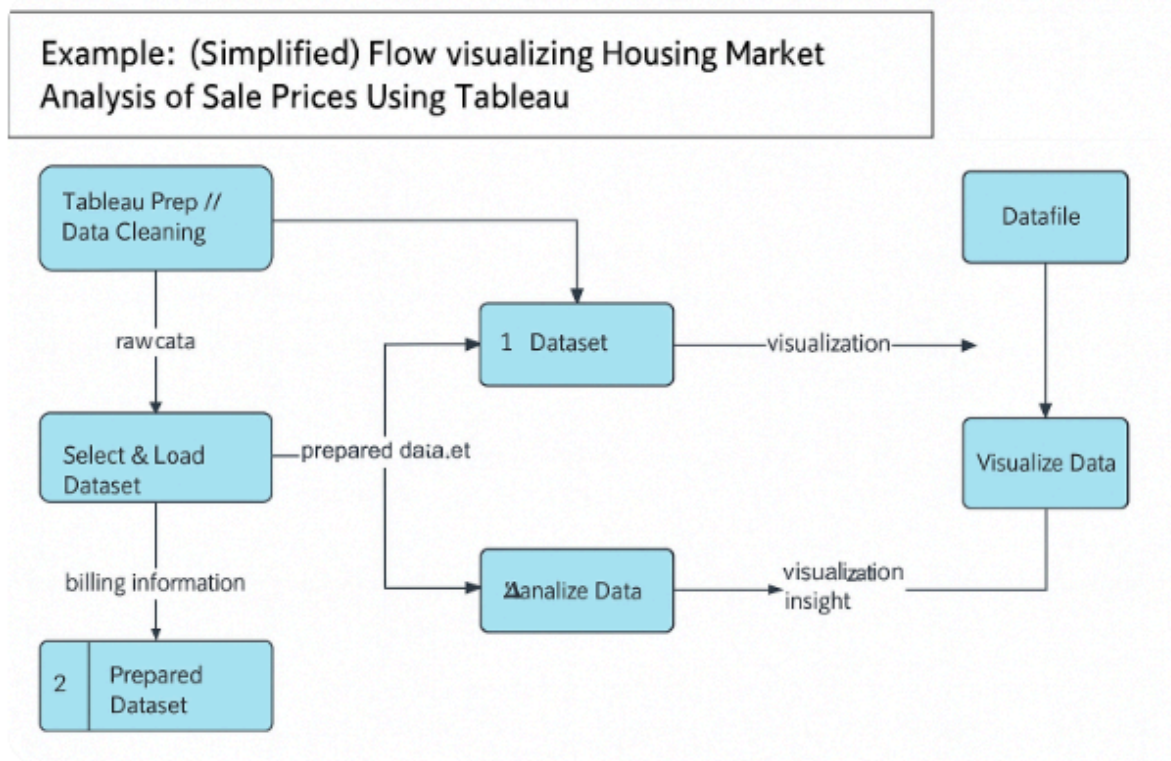 Example: (Simplified) Flow visualizing Housing Market
Analysis of Sale Prices Using Tableau
Tableau Prep //
Data Cleaning
Datafile
rawcata
1 Dataset
visualization
Select & Load
Dataset
prepared
Visualize Data
billing information
Data
visualization
insight
2
Prepared
Dataset